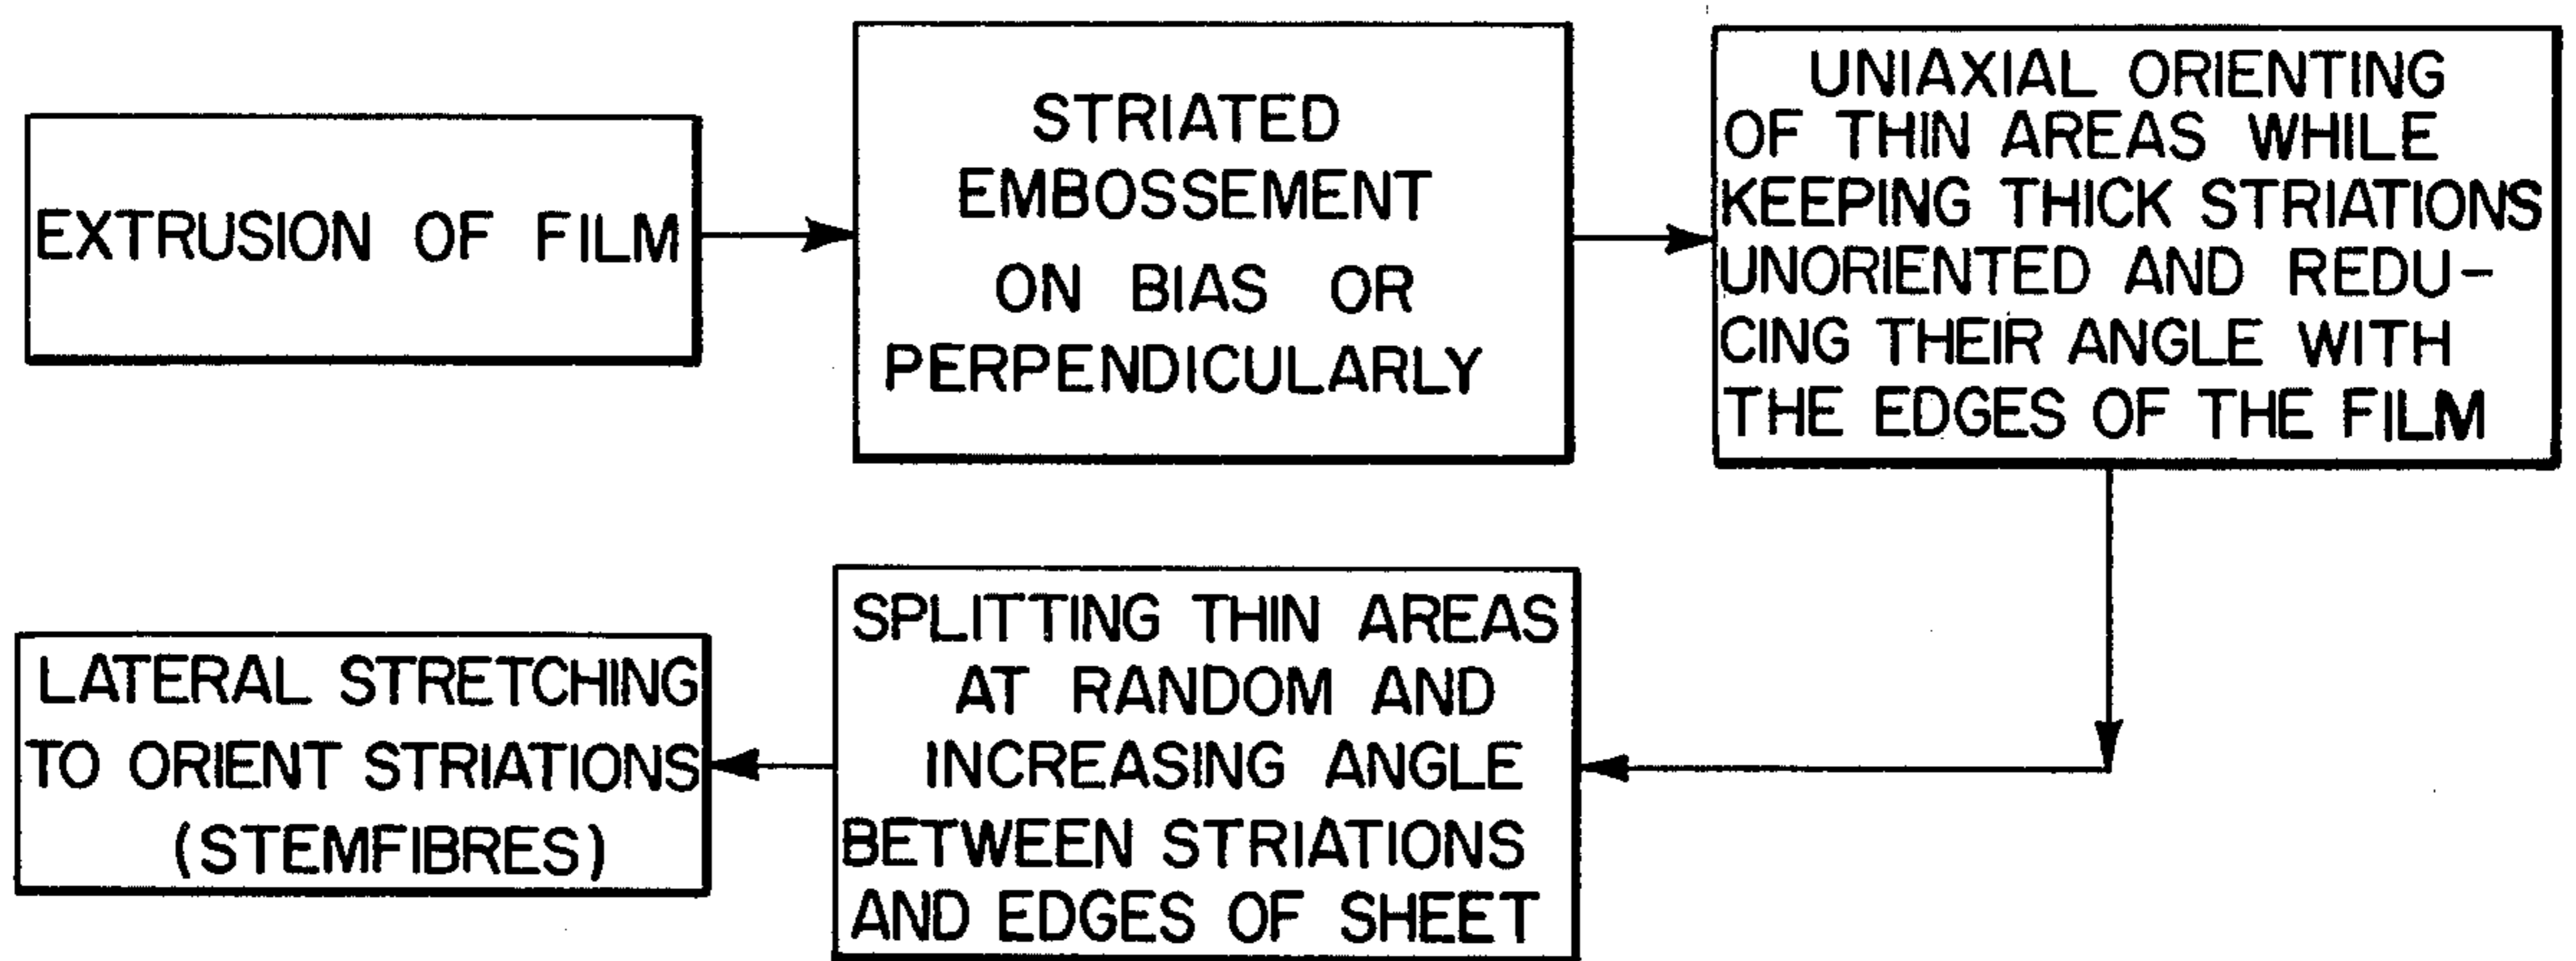 EXTRUSION OF FILM
STRIATED
EMBOSSEMENT
ON BIAS OR
PERPENDICULARLY
UNIAXIAL ORIENTING
OF THIN AREAS WHILE
KEEPING THICK STRIATIONS
UNORIENTED AND REDU-
CING THEIR ANGLE WITH
THE EDGES OF THE FILM
SPLITTING THIN AREAS
AT RANDOM AND
INCREASING ANGLE
BETWEEN STRIATIONS
AND EDGES OF SHEET
LATERAL STRETCHING
TO ORIENT STRIATIONS
(STEMFIBRES)